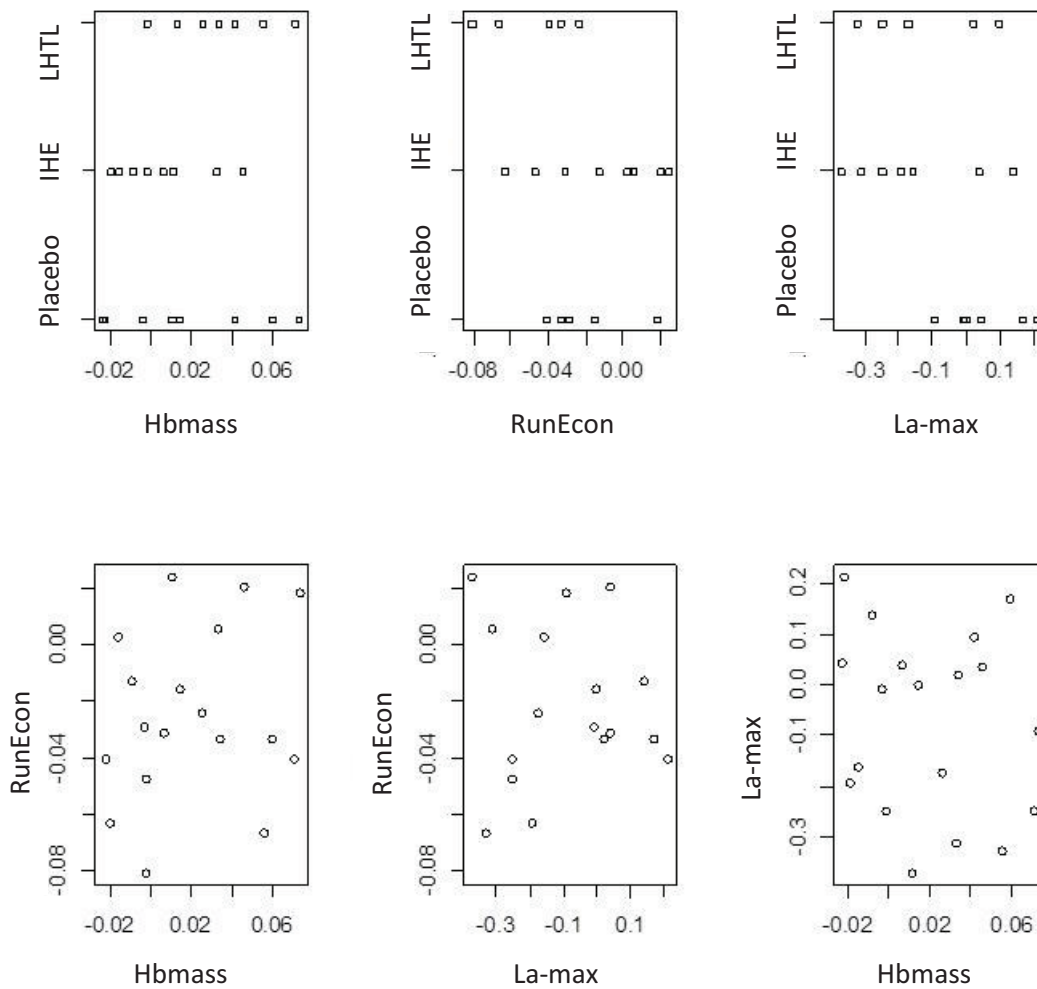 LHTL
IHE
Placebo
-0.02 0.02 0.06
Hbmass
LHTL
IHE
Placebo
-0.08 -0.04 0.00
RunEcon
LHTL
IHE
Placebo
-0.3 -0.1 0.1
La-max
RunEcon
0.00
-0.04
-0.08
-0.02 0.02 0.06
Hbmass
RunEcon
0.00
-0.04
-0.08
-0.3 -0.1 0.1
La-max
La-max
0.2
0.1
0.0
-0.1
-0.3
-0.02 0.02 0.06
Hbmass